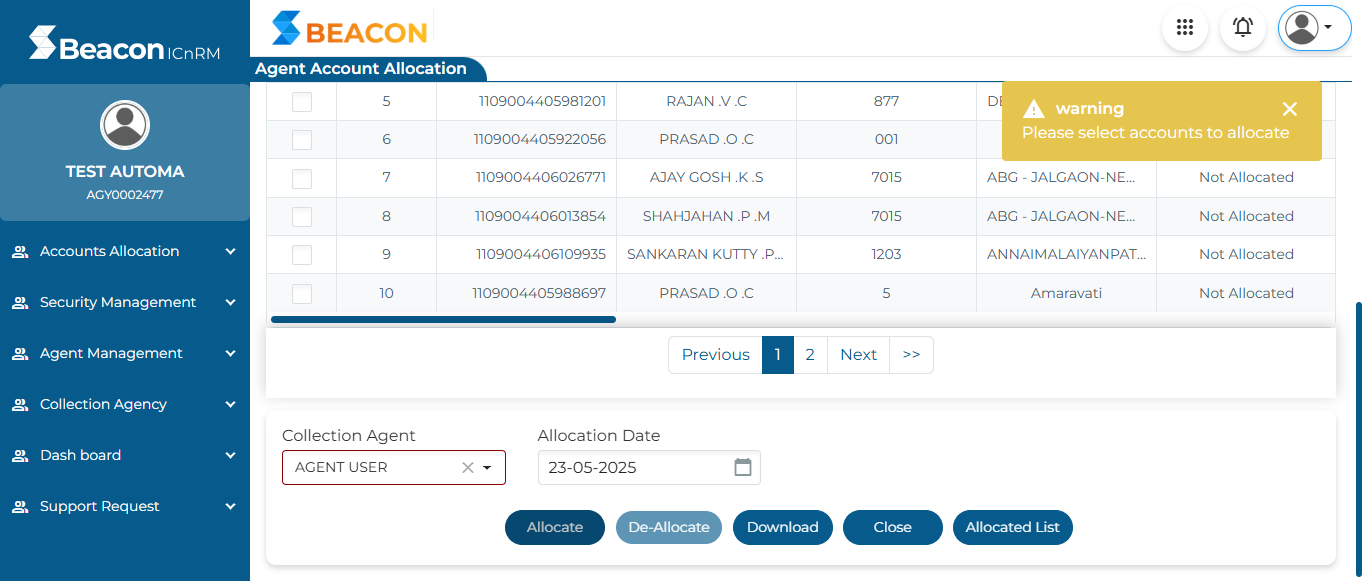 Beacon ICnRM
BEACON
Agent Account Allocation
TEST AUTOMA
AGY0002477
Accounts Allocation
Security Management
Agent Management
Collection Agency
Dash board
Support Request
5 1109004405981201 RAJAN .V .C 877
6 1109004405922056 PRASAD .O .C 001
7 1109004406026771 AJAY GOSH .K .S 7015 ABG - JALGAON-NE... Not Allocated
8 1109004406013854 SHAHJAHAN .P .M 7015 ABG - JALGAON-NE... Not Allocated
9 1109004406109935 SANKARAN KUTTY .P... 1203 ANNAIMALAIYANPAT... Not Allocated
10 1109004405988697 PRASAD .O .C 5 Amaravati Not Allocated
warning
Please select accounts to allocate
Previous 1 2 Next >>
Collection Agent Allocation Date
AGENT USER 23-05-2025
Allocate De-Allocate Download Close Allocated List